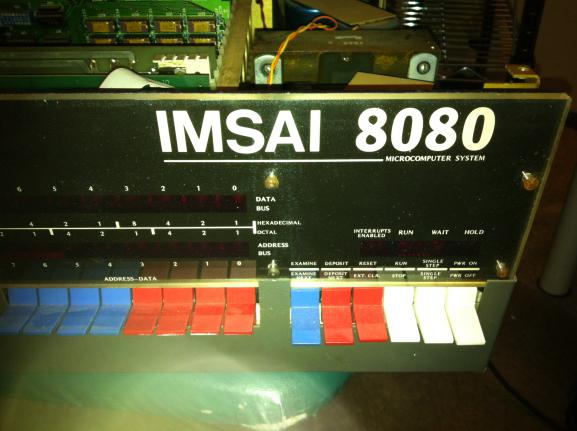 IMSAI 8080
MICROCOMPUTER SYSTEM
6 5 4 3 2 1 0
DATA
BUS
4 2 1 8 4 2 1
HEXADECIMAL
2 1 4 2 1 4 2 1
OCTAL
ADDRESS
BUS
INTERRUPTS
ENABLED
RUN
WAIT
HOLD
6 5 4 3 2 1 0
ADDRESS-DATA
EXAMINE
DEPOSIT
RESET
RUN
SINGLE
STEP
PWR ON
EXAMINE
NEXT
DEPOSIT
NEXT
EXT. CLR.
STOP
SINGLE
STEP
PWR OFF